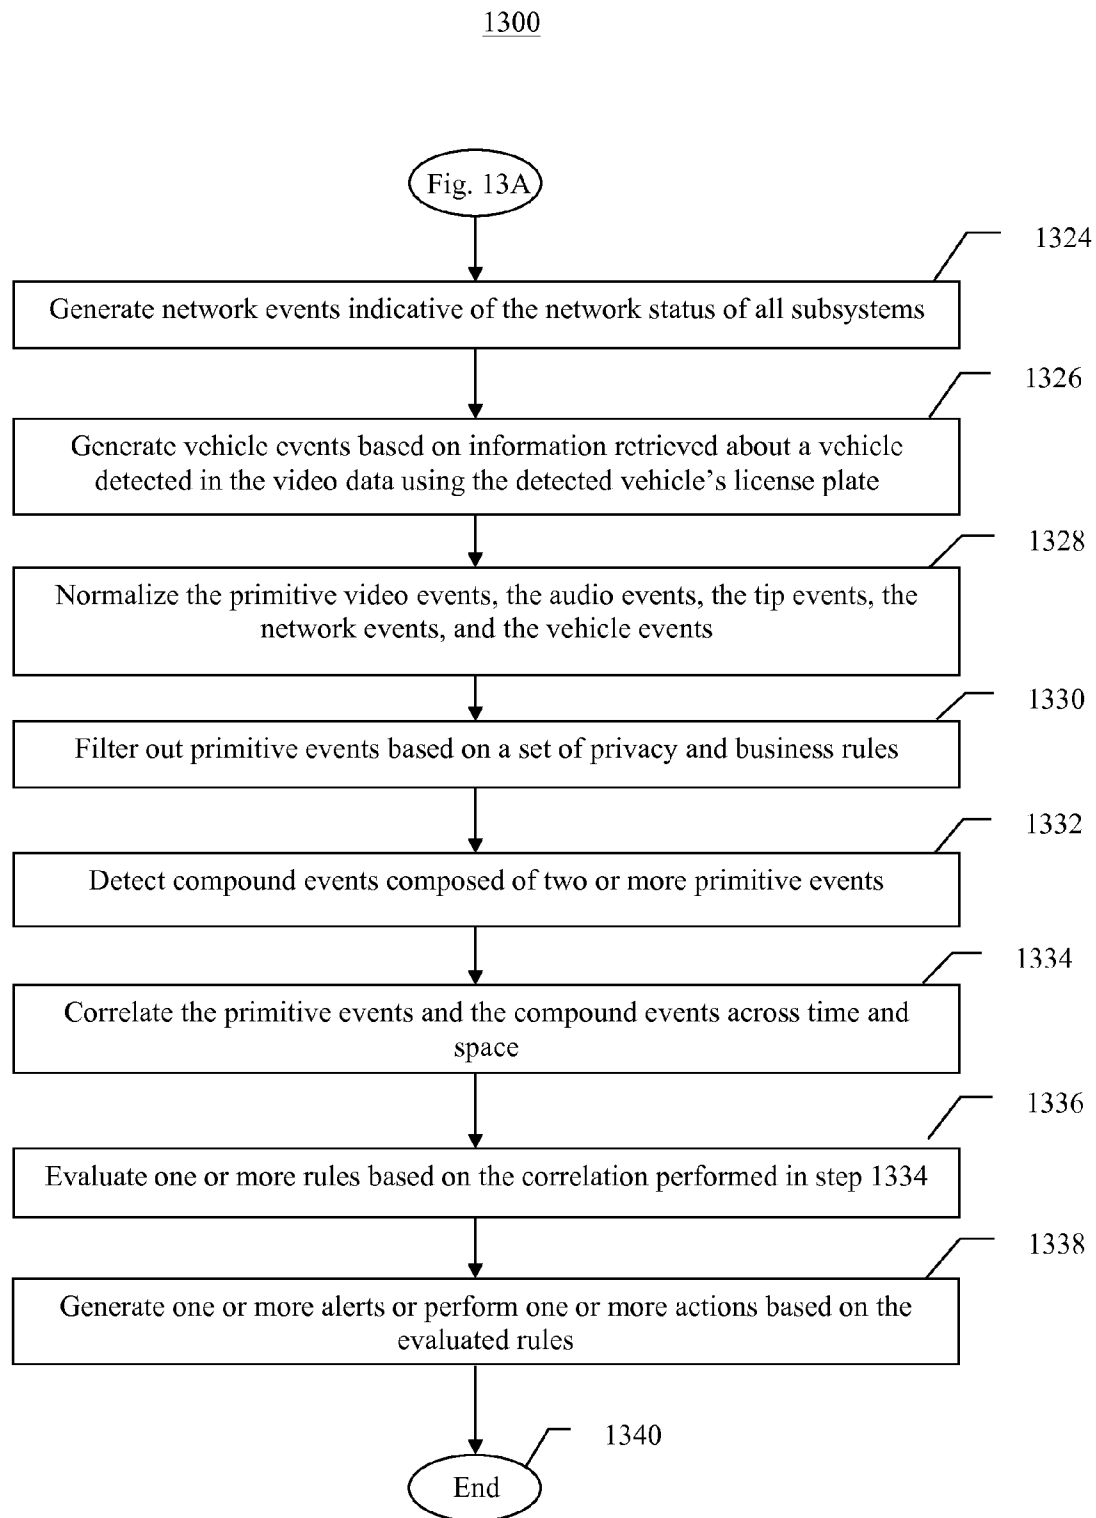 1300
Fig. 13A
1324
Generate network events indicative of the network status of all subsystems
1326
Generate vehicle events based on information retrieved about a vehicle
detected in the video data using the detected vehicle's license plate
1328
Normalize the primitive video events, the audio events, the tip events, the
network events, and the vehicle events
1330
Filter out primitive events based on a set of privacy and business rules
1332
Detect compound events composed of two or more primitive events
1334
Correlate the primitive events and the compound events across time and
space
1336
Evaluate one or more rules based on the correlation performed in step 1334
1338
Generate one or more alerts or perform one or more actions based on the
evaluated rules
1340
End